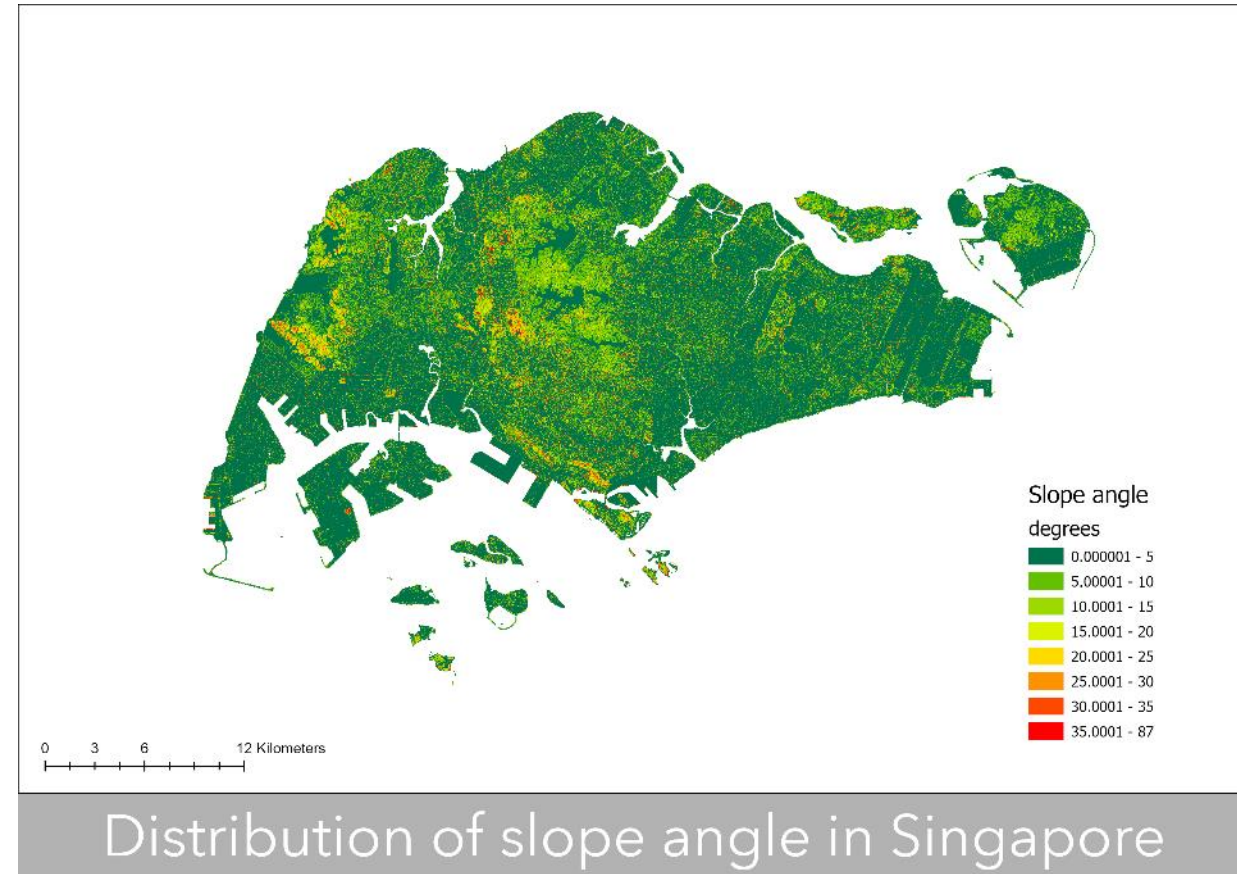 Slope angle
degrees
0.000001 - 5
5.00001 - 10
10.0001 - 15
15.0001 - 20
20.0001 - 25
25.0001 - 30
30.0001 - 35
35.0001 - 87
0 3 6 12 Kilometers
Distribution of slope angle in Singapore